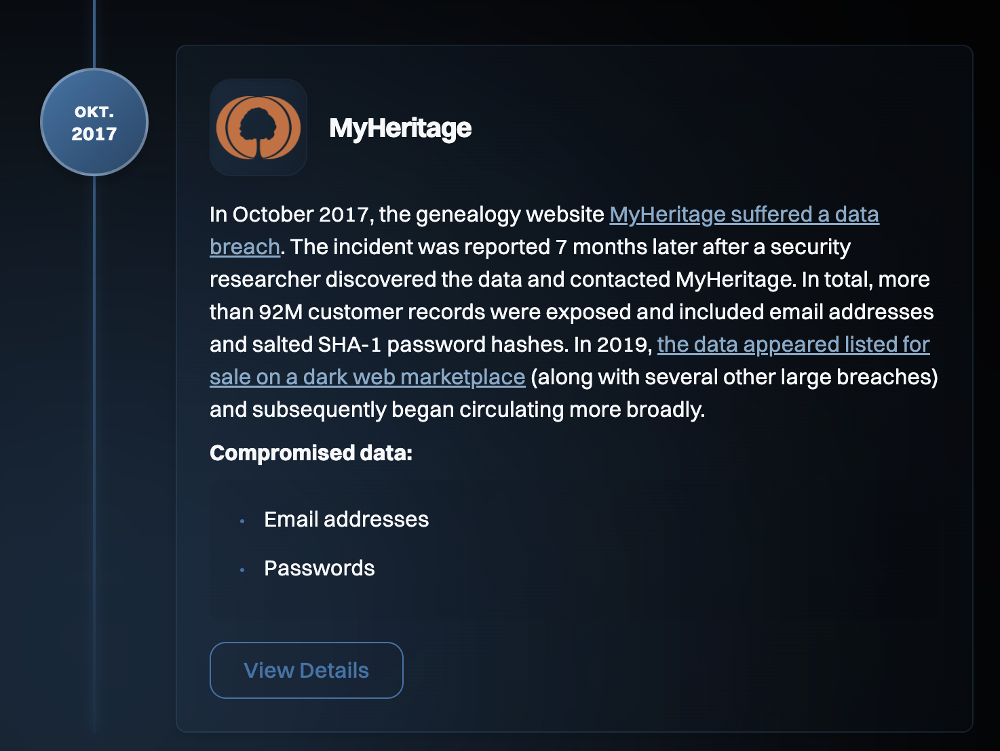 OKT.
2017
MyHeritage
In October 2017, the genealogy website MyHeritage suffered a data
breach. The incident was reported 7 months later after a security
researcher discovered the data and contacted MyHeritage. In total, more
than 92M customer records were exposed and included email addresses
and salted SHA-1 password hashes. In 2019, the data appeared listed for
sale on a dark web marketplace (along with several other large breaches)
and subsequently began circulating more broadly.
Compromised data:
• Email addresses
• Passwords
View Details